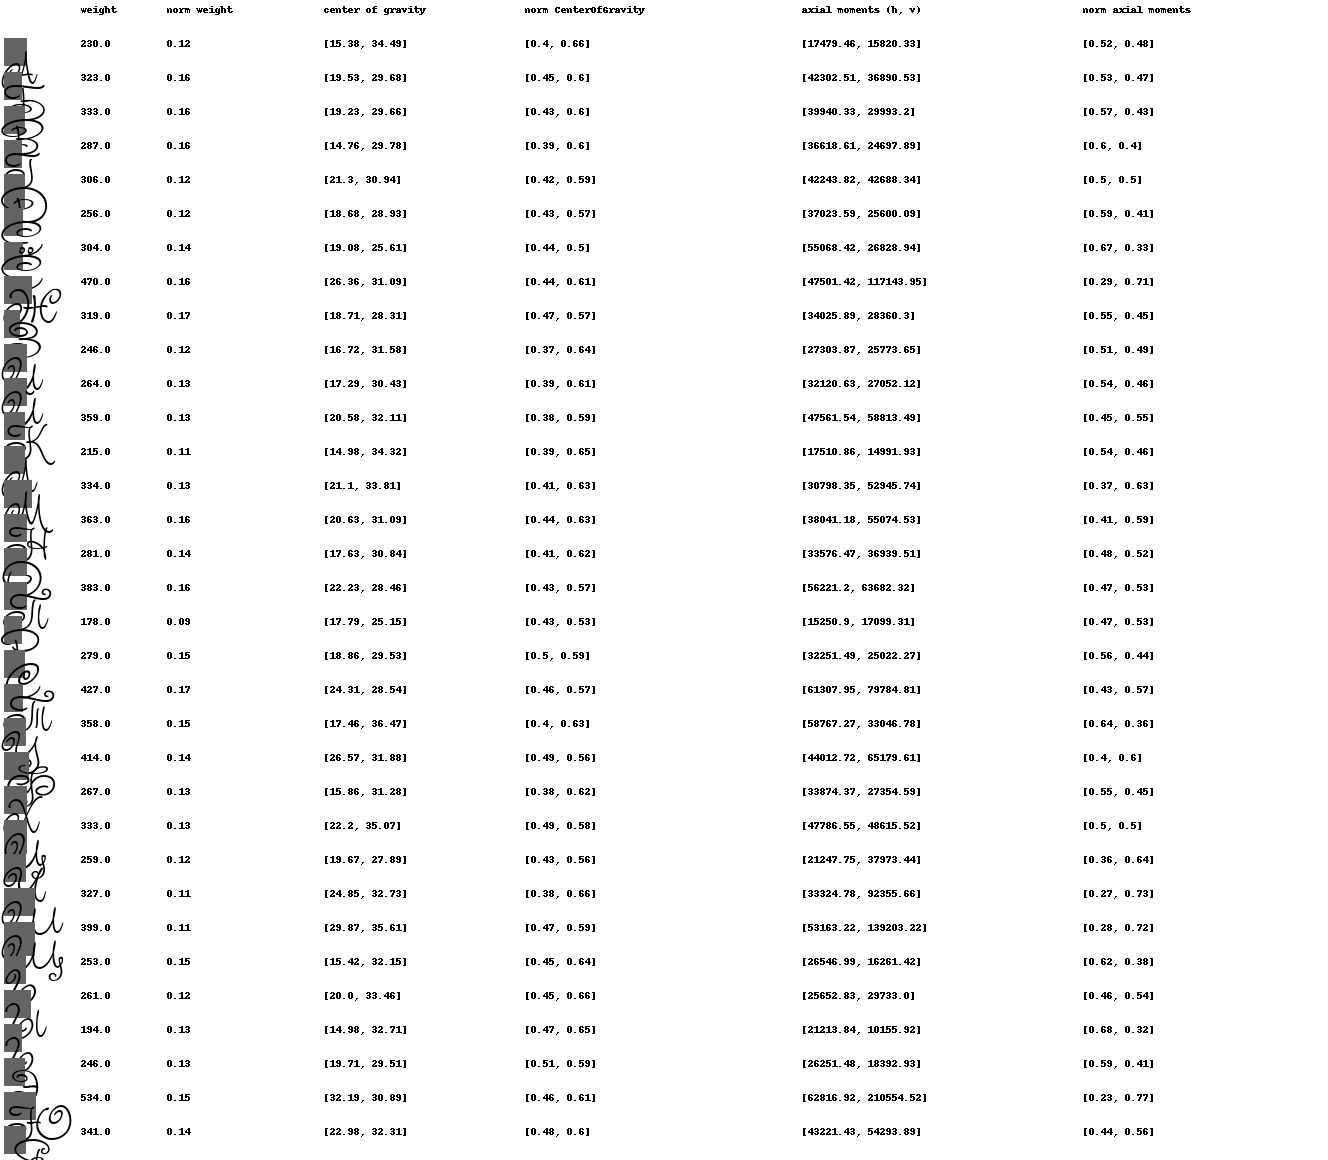 weight norm weight center of gravity norm CenterOfGravity axial moments (h, v) norm axial moments
230.0 0.12 [15.38, 34.49] [0.4, 0.66] [17479.46, 15820.33] [0.52, 0.48]
323.0 0.16 [19.53, 29.68] [0.45, 0.6] [42302.51, 36890.53] [0.53, 0.47]
333.0 0.16 [19.23, 29.66] [0.43, 0.6] [39940.33, 29993.2] [0.57, 0.43]
287.0 0.16 [14.76, 29.78] [0.39, 0.6] [36618.61, 24697.89] [0.6, 0.4]
306.0 0.12 [21.3, 30.94] [0.42, 0.59] [42243.82, 42688.34] [0.5, 0.5]
256.0 0.12 [18.68, 28.93] [0.43, 0.57] [37023.59, 25600.09] [0.59, 0.41]
304.0 0.14 [19.08, 25.61] [0.44, 0.5] [55068.42, 26828.94] [0.67, 0.33]
470.0 0.16 [26.36, 31.09] [0.44, 0.61] [47501.42, 117143.95] [0.29, 0.71]
319.0 0.17 [18.71, 28.31] [0.47, 0.57] [34025.89, 28360.3] [0.55, 0.45]
246.0 0.12 [16.72, 31.58] [0.37, 0.64] [27303.87, 25773.65] [0.51, 0.49]
264.0 0.13 [17.29, 30.43] [0.39, 0.61] [32120.63, 27052.12] [0.54, 0.46]
359.0 0.13 [20.58, 32.11] [0.38, 0.59] [47561.54, 58813.49] [0.45, 0.55]
215.0 0.11 [14.98, 34.32] [0.39, 0.65] [17510.86, 14991.93] [0.54, 0.46]
334.0 0.13 [21.1, 33.81] [0.41, 0.63] [30798.35, 52945.74] [0.37, 0.63]
363.0 0.16 [20.63, 31.09] [0.44, 0.63] [38041.18, 55074.53] [0.41, 0.59]
281.0 0.14 [17.63, 30.84] [0.41, 0.62] [33576.47, 36939.51] [0.48, 0.52]
383.0 0.16 [22.23, 28.46] [0.43, 0.57] [56221.2, 63682.32] [0.47, 0.53]
178.0 0.09 [17.79, 25.15] [0.43, 0.53] [15250.9, 17099.31] [0.47, 0.53]
279.0 0.15 [18.86, 29.53] [0.5, 0.59] [32251.49, 25022.27] [0.56, 0.44]
427.0 0.17 [24.31, 28.54] [0.46, 0.57] [61307.95, 79784.81] [0.43, 0.57]
358.0 0.15 [17.46, 36.47] [0.4, 0.63] [58767.27, 33046.78] [0.64, 0.36]
414.0 0.14 [26.57, 31.88] [0.49, 0.56] [44012.72, 65179.61] [0.4, 0.6]
267.0 0.13 [15.86, 31.28] [0.38, 0.62] [33874.37, 27354.59] [0.55, 0.45]
333.0 0.13 [22.2, 35.07] [0.49, 0.58] [47786.55, 48615.52] [0.5, 0.5]
259.0 0.12 [19.67, 27.89] [0.43, 0.56] [21247.75, 37973.44] [0.36, 0.64]
327.0 0.11 [24.85, 32.73] [0.38, 0.66] [33324.78, 92355.66] [0.27, 0.73]
399.0 0.11 [29.87, 35.61] [0.47, 0.59] [53163.22, 139203.22] [0.28, 0.72]
253.0 0.15 [15.42, 32.15] [0.45, 0.64] [26546.99, 16261.42] [0.62, 0.38]
261.0 0.12 [20.0, 33.46] [0.45, 0.66] [25652.83, 29733.0] [0.46, 0.54]
194.0 0.13 [14.98, 32.71] [0.47, 0.65] [21213.84, 10155.92] [0.68, 0.32]
246.0 0.13 [19.71, 29.51] [0.51, 0.59] [26251.48, 18392.93] [0.59, 0.41]
534.0 0.15 [32.19, 30.89] [0.46, 0.61] [62816.92, 210554.52] [0.23, 0.77]
341.0 0.14 [22.98, 32.31] [0.48, 0.6] [43221.43, 54293.89] [0.44, 0.56]